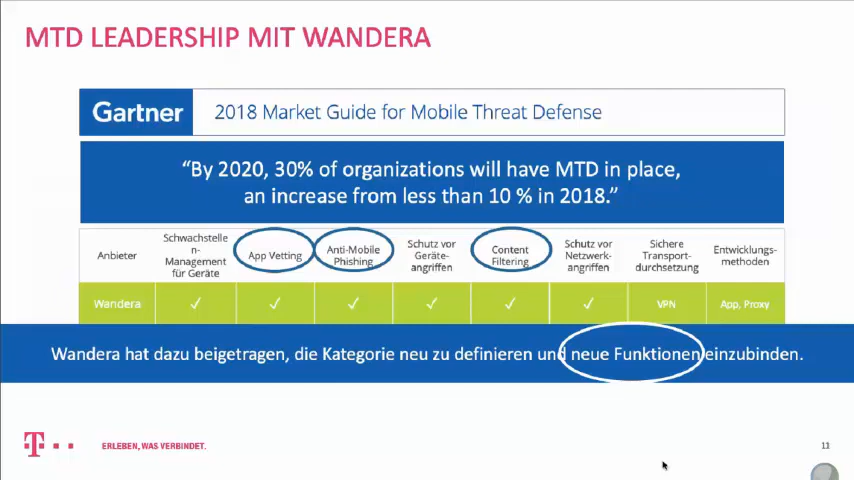 MTD LEADERSHIP MIT WANDERA
Gartner
2018 Market Guide for Mobile Threat Defense
“By 2020, 30% of organizations will have MTD in place,
an increase from less than 10 % in 2018.”
Anbieter
Schwachstelle
n-
Management
für Geräte
App Vetting
Anti-Mobile
Phishing
Schutz vor
Geräte-
angriffen
Content
Filtering
Schutz vor
Netzwerk-
angriffen
Sichere
Transport-
durchsetzung
Entwicklungs-
methoden
Wandera ✓ ✓ ✓ ✓ ✓ ✓ VPN App, Proxy
Wandera hat dazu beigetragen, die Kategorie neu zu definieren und neue Funktionen einzubinden.
T
ERLEBEN, WAS VERBINDET.
11